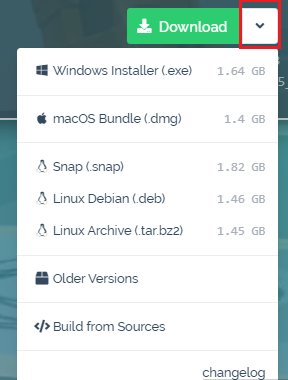 Download
Windows Installer (.exe) 1.64 GB
macOS Bundle (.dmg) 1.4 GB
Snap (.snap) 1.82 GB
Linux Debian (.deb) 1.46 GB
Linux Archive (.tar.bz2) 1.45 GB
Older Versions
Build from Sources
changelog